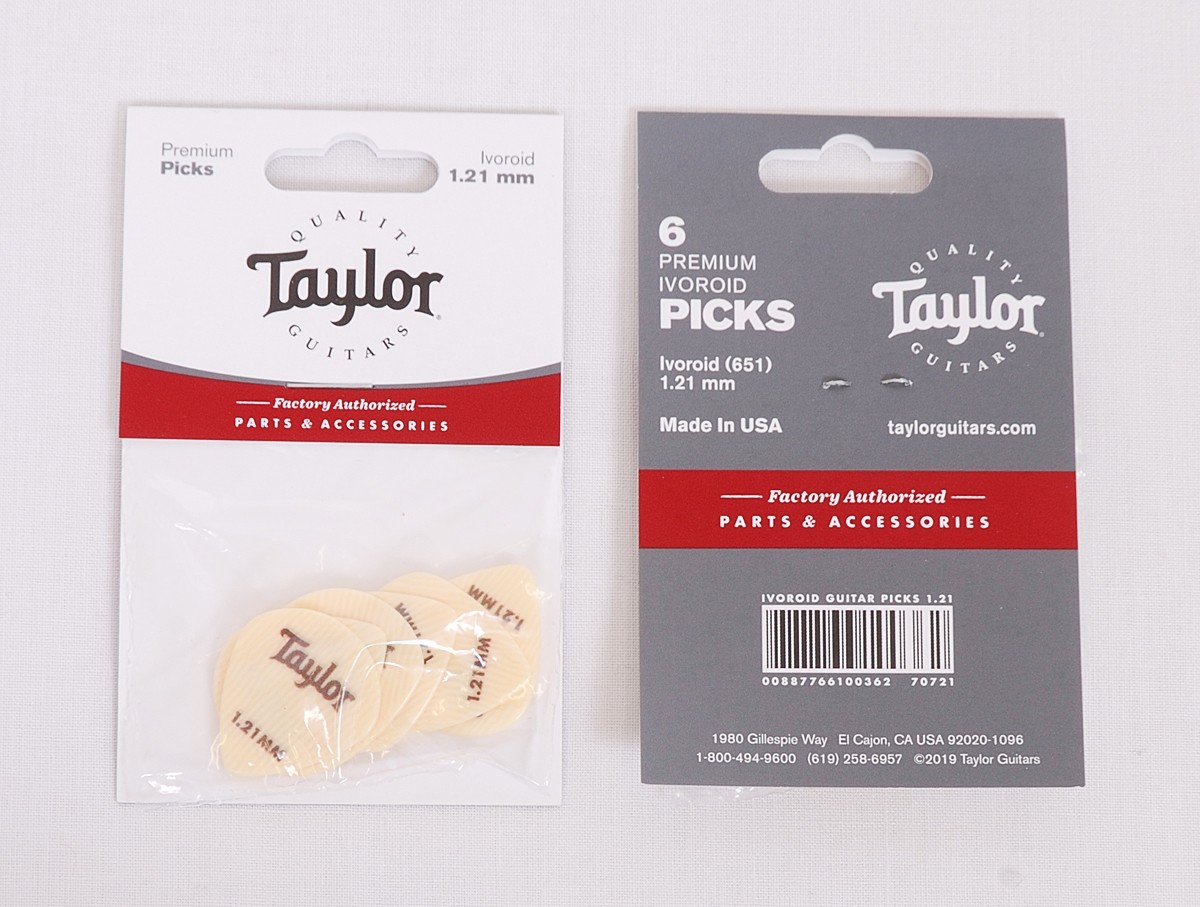 Premium
Picks
Ivoroid
1.21 mm
QUALITY
Taylor
GUITARS
Factory Authorized
PARTS & ACCESSORIES
1.21MM
1.21MM
Taylor
1.21MM
6
PREMIUM
IVOROID
PICKS
Ivoroid (651)
1.21 mm
Made In USA
QUALITY
Taylor
GUITARS
taylorguitars.com
Factory Authorized
PARTS & ACCESSORIES
IVOROID GUITAR PICKS 1.21
00887766100362 70721
1980 Gillespie Way El Cajon, CA USA 92020-1096
1-800-494-9600 (619) 258-6957 ©2019 Taylor Guitars